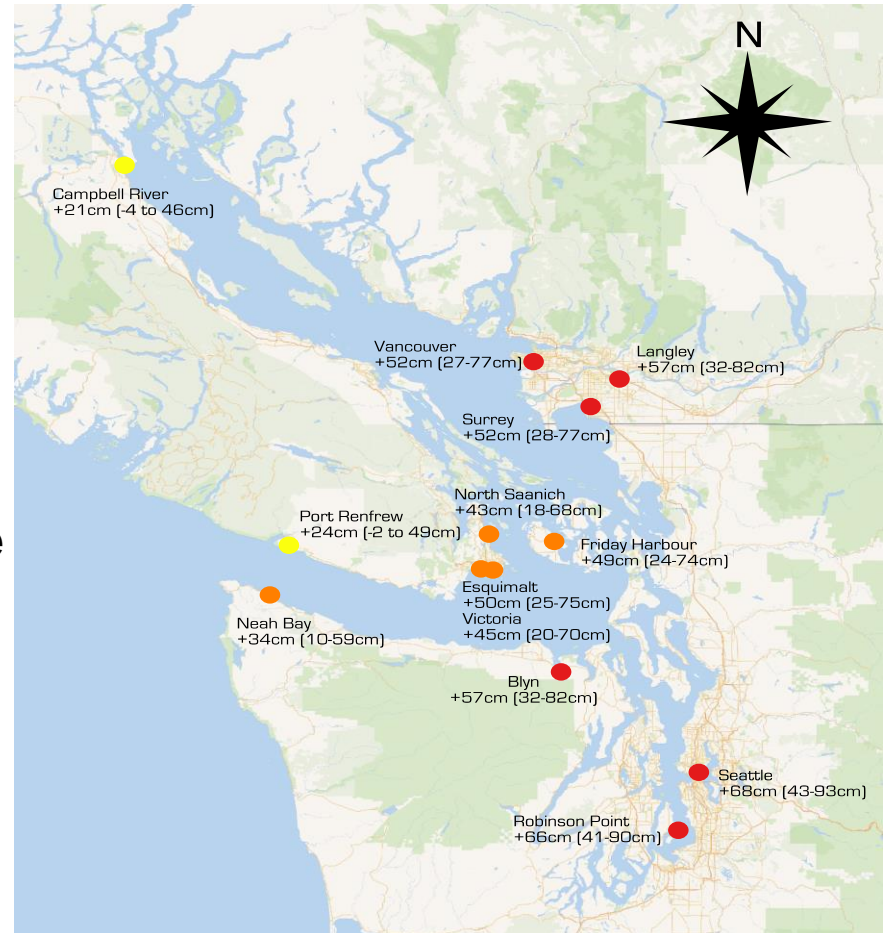 N
Campbell River
+21cm (-4 to 46cm)
Vancouver
+52cm (27-77cm)
Langley
+57cm (32-82cm)
Surrey
+52cm (28-77cm)
North Saanich
+43cm (18-68cm)
Port Renfrew
+24cm (-2 to 49cm)
e
Friday Harbour
+49cm (24-74cm)
Esquimalt
+50cm (25-75cm)
Victoria
+45cm (20-70cm)
Neah Bay
+34cm (10-59cm)
Blyn
+57cm (32-82cm)
Seattle
+68cm (43-93cm)
Robinson Point
+66cm (41-90cm)